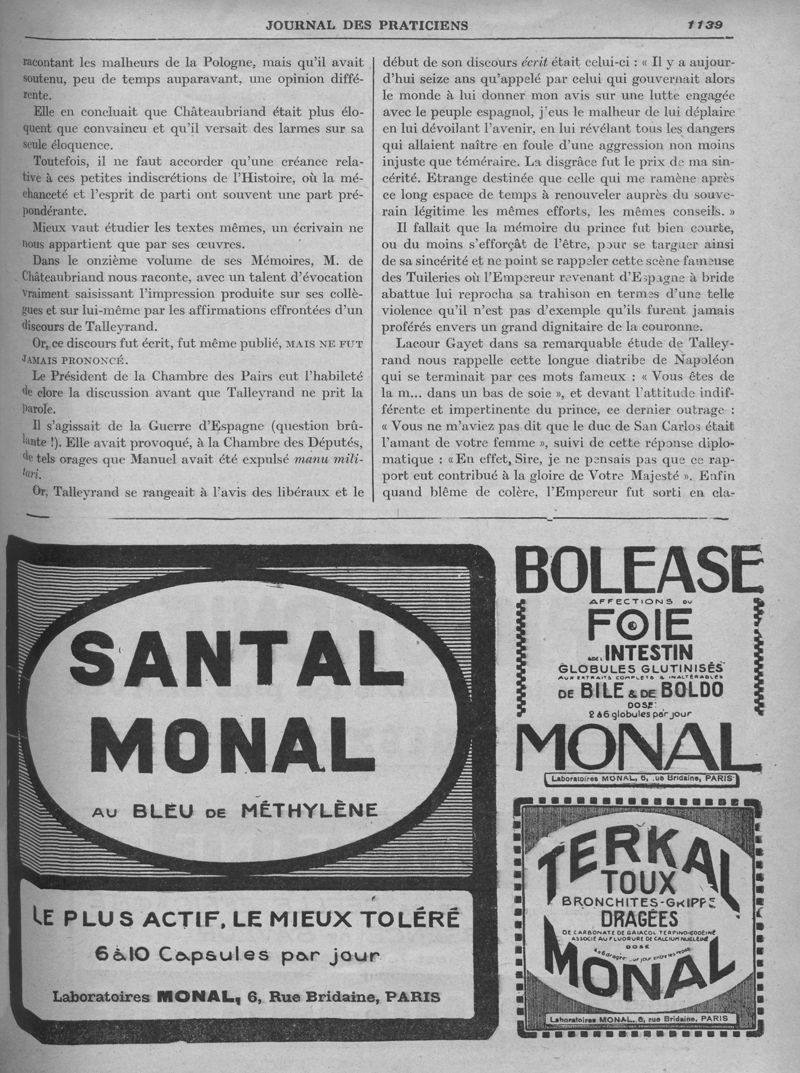 JOURNAL DES PRATICIENS
1139
racontant les malheurs de la Pologne, mais qu'il avait
soutenu, peu de temps auparavant, une opinion diffé-
rente.
Elle en concluait que Châteaubriand était plus élo-
quent que convaincu et qu'il versait des larmes sur sa
seule éloquence.
Toutefois, il ne faut accorder qu'une créance rela-
tive à ces petites indiscrétions de l'Histoire, où la mé-
chanceté et l'esprit de parti ont souvent une part pré-
pondérante.
Mieux vaut étudier les textes mêmes, un écrivain ne
nous appartient que par ses œuvres.
Dans le onzième volume de ses Mémoires, M. de
Châteaubriand nous raconte, avec un talent d'évocation
vraiment saisissant l'impression produite sur ses collè-
gues et sur lui-même par les affirmations effrontées d'un
discours de Talleyrand.
Or, ce discours fut écrit, fut même publié, MAIS NE FUT
JAMAIS PRONONCÉ.
Le Président de la Chambre des Pairs eut l'habileté
de clore la discussion avant que Talleyrand ne prit la
parole.
Il s'agissait de la Guerre d'Espagne (question brû-
lante !). Elle avait provoqué, à la Chambre des Députés,
de tels orages que Manuel avait été expulsé manu mili-
tari.
Or, Talleyrand se rangeait à l'avis des libéraux et le
début de son discours écrit était celui-ci : « Il y a aujour-
d'hui seize ans qu'appelé par celui qui gouvernait alors
le monde à lui donner mon avis sur une lutte engagée
avec le peuple espagnol, j'eus le malheur de lui déplaire
en lui dévoilant l'avenir, en lui révélant tous les dangers
qui allaient naître en foule d'une aggression non moins
injuste que téméraire. La disgrâce fut le prix de ma sin-
cérité. Etrange destinée que celle qui me ramène après
ce long espace de temps à renouveler auprès du souve-
rain légitime les mêmes efforts, les mêmes conseils. »
Il fallait que la mémoire du prince fut bien courte,
ou du moins s'efforçât de l'être, pour se targuer ainsi
de sa sincérité et ne point se rappeler cette scène fameuse
des Tuileries où l'Empereur revenant d'Espagne à bride
abattue lui reprocha sa trahison en termes d'une telle
violence qu'il n'est pas d'exemple qu'ils furent jamais
proférés envers un grand dignitaire de la couronne.
Lacour Gayet dans sa remarquable étude de Talley-
rand nous rappelle cette longue diatribe de Napoléon
qui se terminait par ces mots fameux : « Vous êtes de
la m... dans un bas de soie », et devant l'attitude indif-
férente et impertinente du prince, ce dernier outrage :
« Vous ne m'aviez pas dit que le duc de San Carlos était
l'amant de votre femme », suivi de cette réponse diplo-
matique : « En effet, Sire, je ne pensais pas que ce rap-
port eut contribué à la gloire de Votre Majesté ». Enfin
quand blême de colère, l'Empereur fut sorti en cla-
SANTAL
MONAL
AU BLEU DE MÉTHYLÈNE
LE PLUS ACTIF, LE MIEUX TOLÉRÉ
6 à 10 Capsules par jour
Laboratoires MONAL, 6, Rue Bridaine, PARIS
BOLEASE
AFFECTIONS DU
FOIE
INTESTIN
GLOBULES GLUTINISÉS
AUX EXTRAITS COMPLETS & INALTÉRABLES
DE BILE & DE BOLDO
DOSE:
2 à 6 globules par jour
MONAL
Laboratoires MONAL, 6, rue Bridaine, PARIS
TERKAL
TOUX
BRONCHITES-GRIPPE
DRAGÉES
DE CARBONATE DE GAIACOL TERPINO-CODÉINÉ
ASSOCIÉ AU FLUORURE DE CALCIUM NUCLÉINÉ
DOSE
4 à 6 dragées par jour entre les repas
MONAL
Laboratoires MONAL, 6, rue Bridaine, PARIS